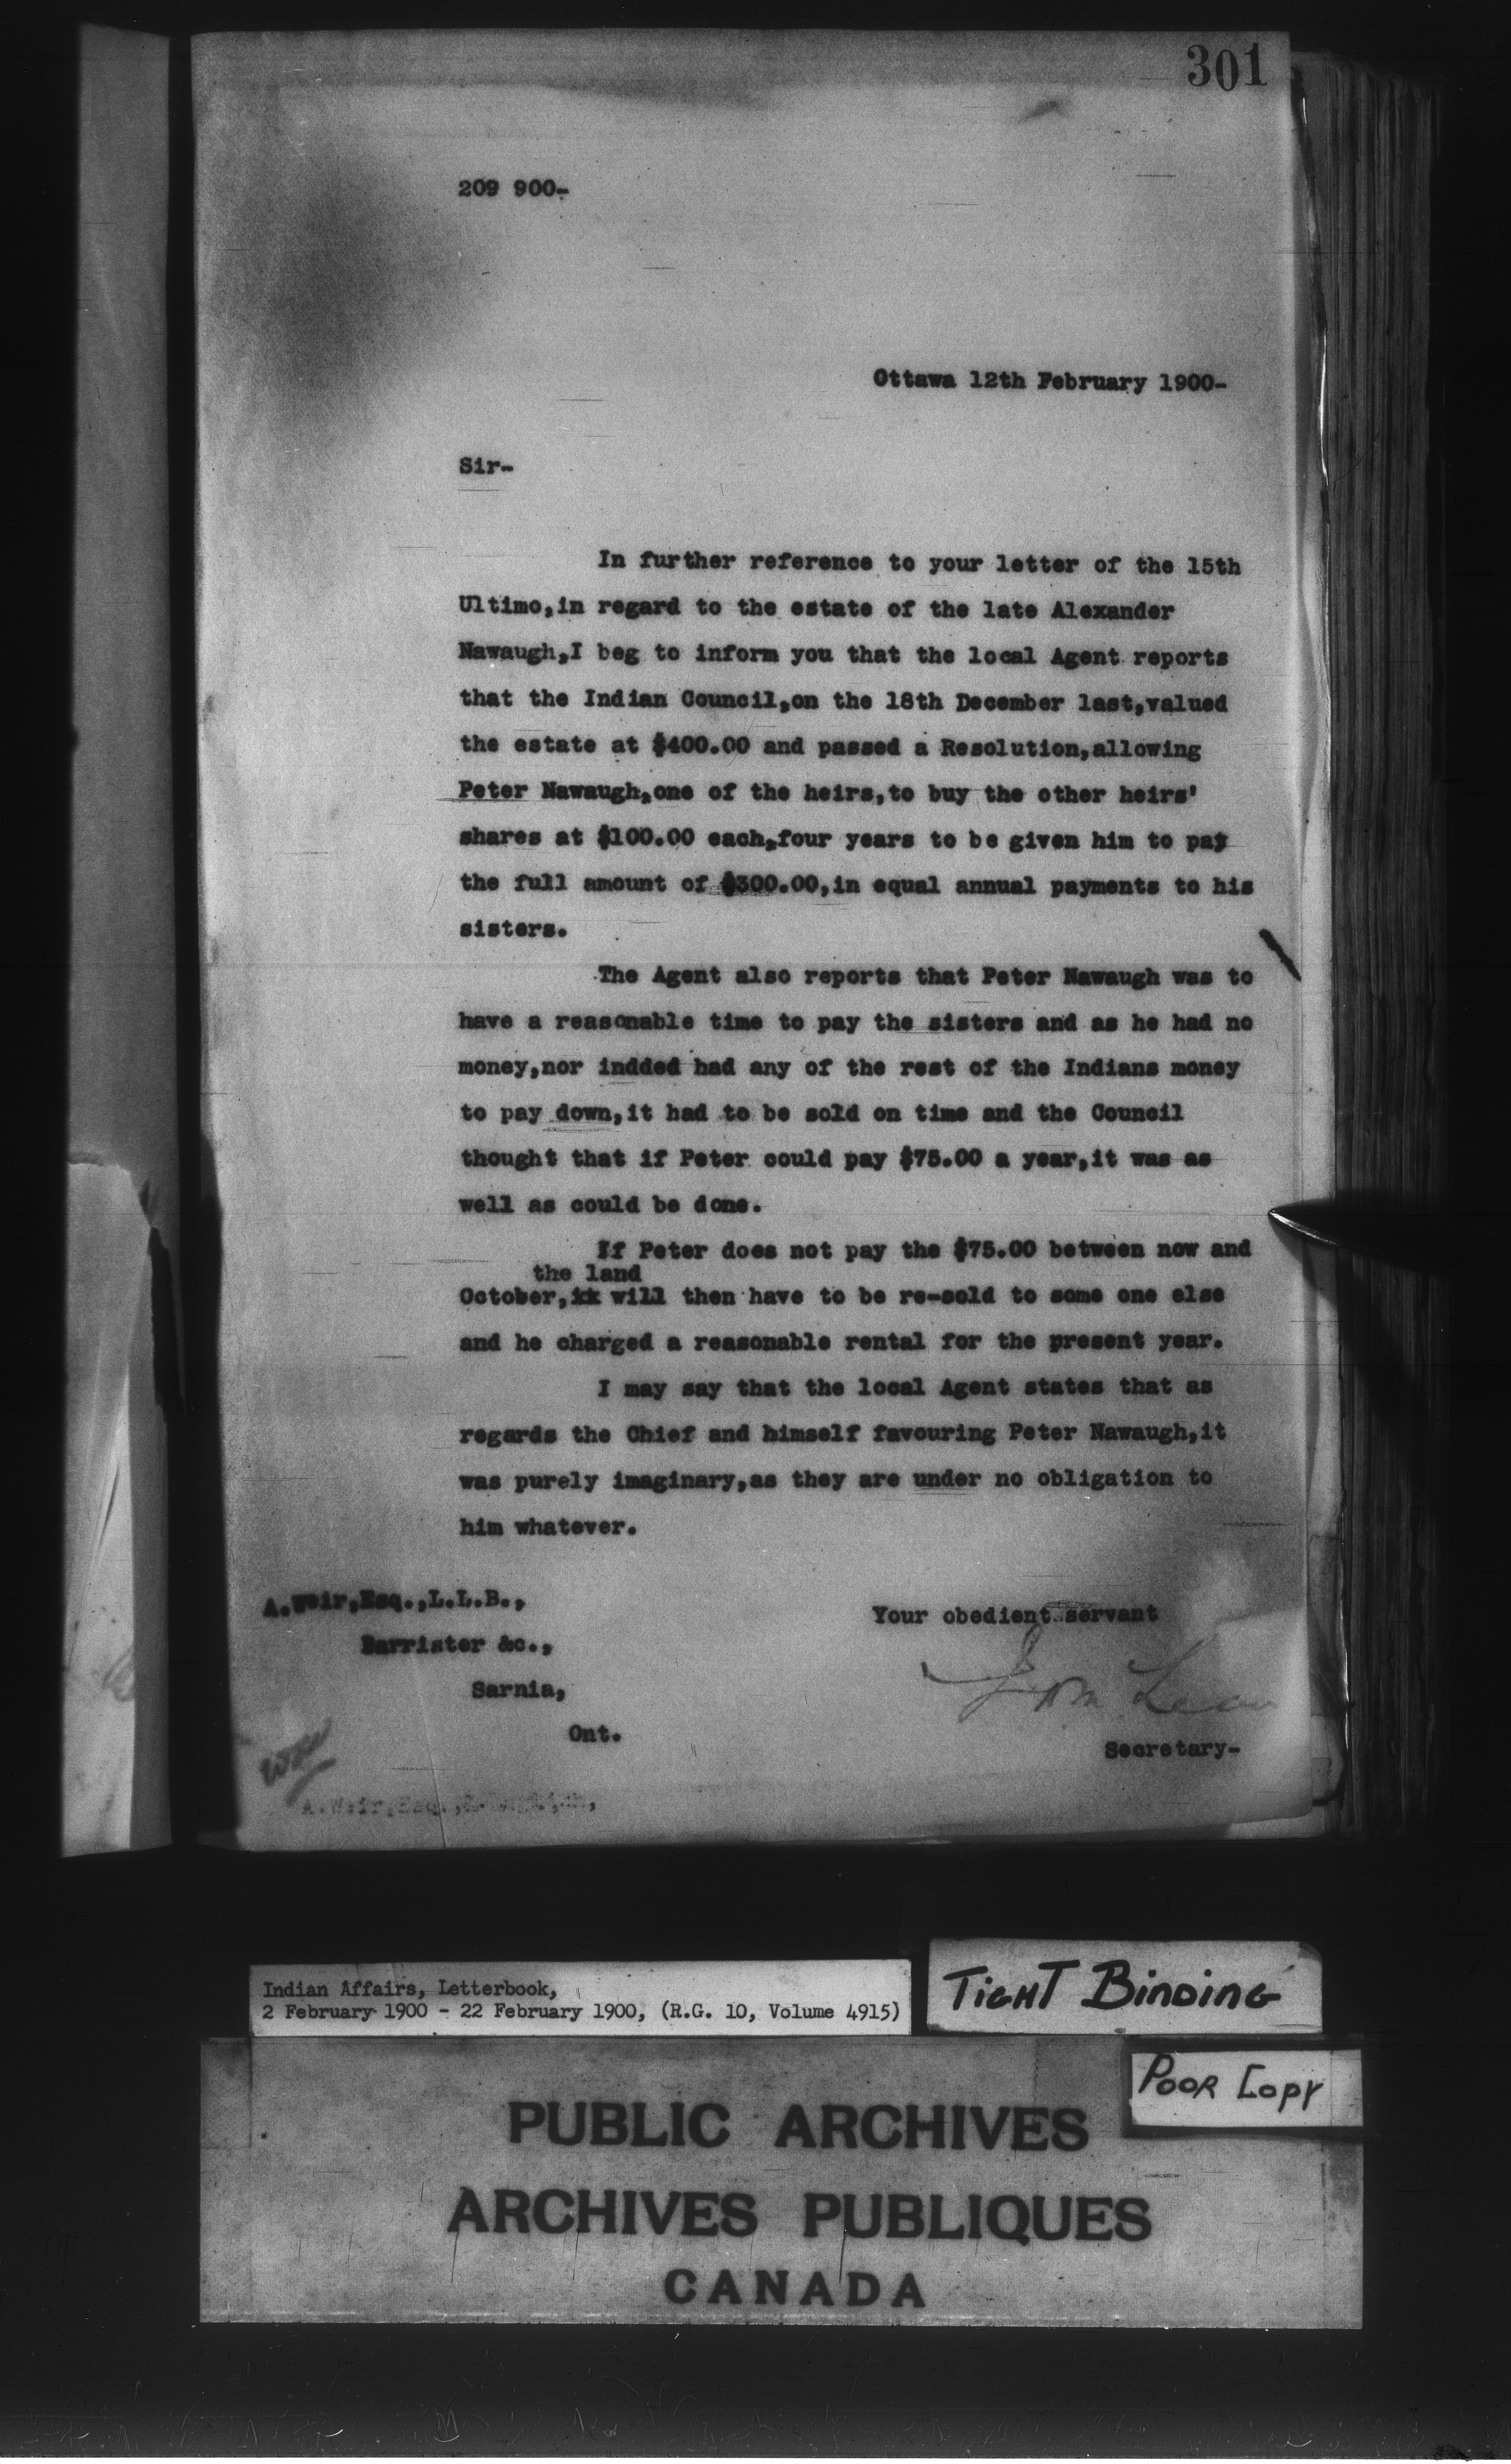 301
209 900-
Ottawa 12th February 1900-
Sir-
In further reference to your letter of the 15th
Ultimo,in regard to the estate of the late Alexander
Nawaugh,I beg to inform you that the local Agent reports
that the Indian Council,on the 18th December last,valued
the estate at $400.00 and passed a Resolution,allowing
Peter Nawaugh,one of the heirs,to buy the other heirs'
shares at $100.00 each,four years to be given him to pay
the full amount of $300.00,in equal annual payments to his
sisters.
The Agent also reports that Peter Nawaugh was to
have a reasonable time to pay the sisters and as he had no
money,nor indded had any of the rest of the Indians money
to pay down,it had to be sold on time and the Council
thought that if Peter could pay $75.00 a year,it was as
well as could be done.
If Peter does not pay the $75.00 between now and
the land
October, will then have to be re-sold to some one else
and he charged a reasonable rental for the present year.
I may say that the local Agent states that as
regards the Chief and himself favouring Peter Nawaugh,it
was purely imaginary,as they are under no obligation to
him whatever.
A.Weir,Esq.,L.L.B.,
Barrister &c.,
Sarnia,
Ont.
Your obedient servant
Secretary-
A.Weir,Esq.,
Indian Affairs, Letterbook,
2 February 1900 - 22 February 1900, (R.G. 10, Volume 4915)
TIGHT BINDING
POOR COPY
PUBLIC ARCHIVES
ARCHIVES PUBLIQUES
CANADA